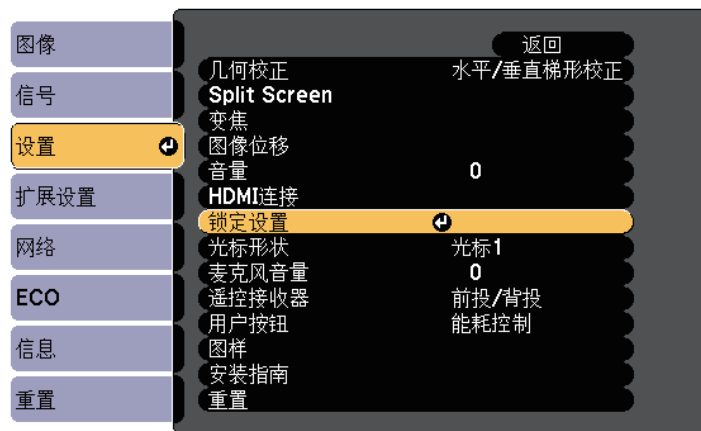 图像
信号
设置
扩展设置
网络
ECO
信息
重置
返回
几何校正 水平/垂直梯形校正
Split Screen
变焦
图像位移
音量 0
HDMI连接
锁定设置
光标形状 光标1
麦克风音量 0
遥控接收器 前投/背投
用户按钮 能耗控制
图样
安装指南
重置